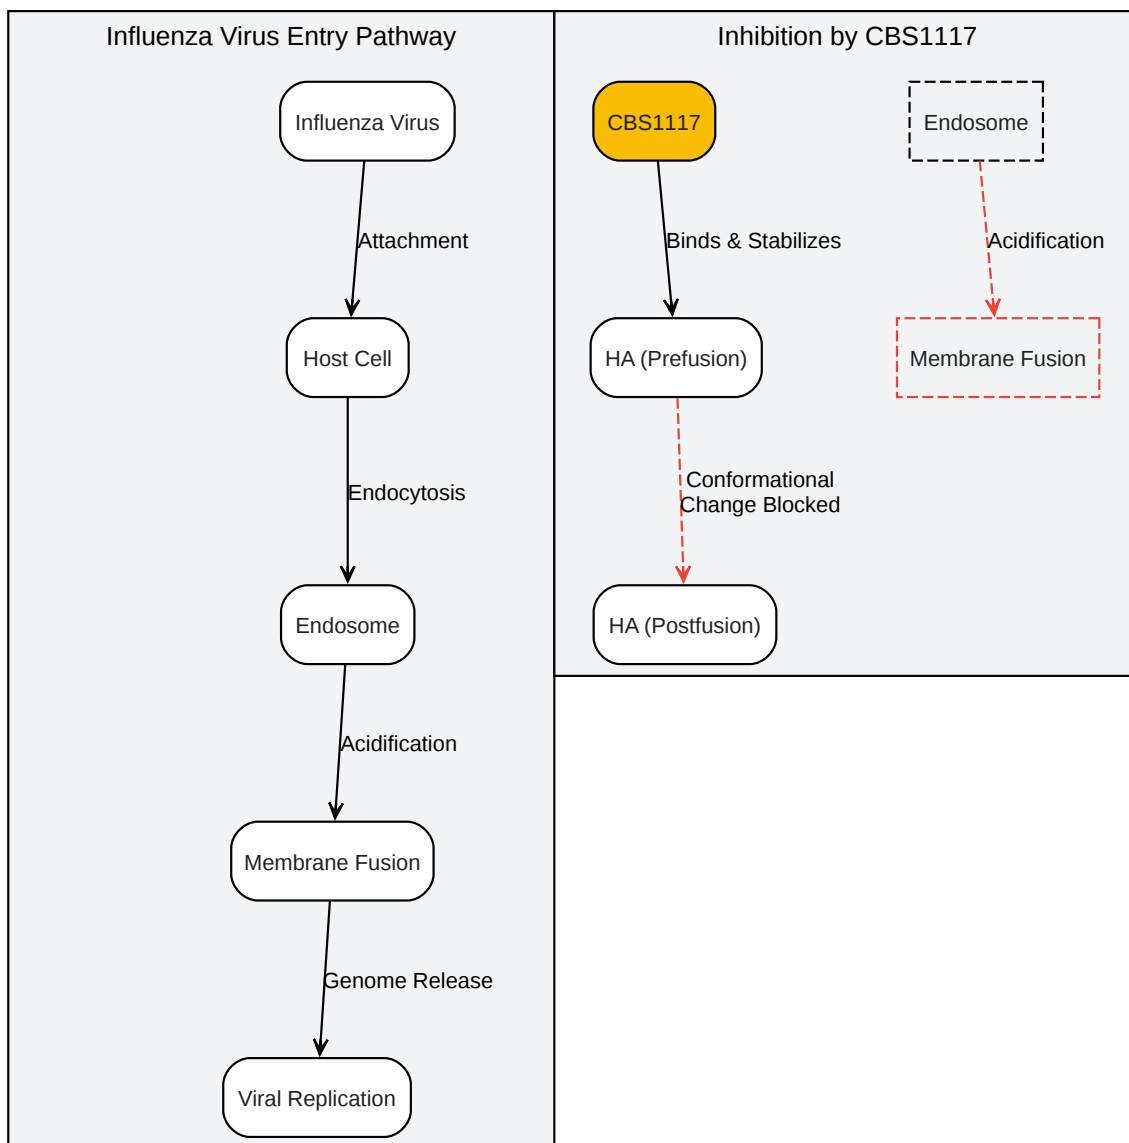 Influenza Virus Entry Pathway
Influenza Virus
Attachment
Host Cell
Endocytosis
Endosome
Acidification
Membrane Fusion
Genome Release
Viral Replication
Inhibition by CBS1117
CBS1117
Binds & Stabilizes
HA (Prefusion)
Conformational
Change Blocked
HA (Postfusion)
Endosome
Acidification
Membrane Fusion